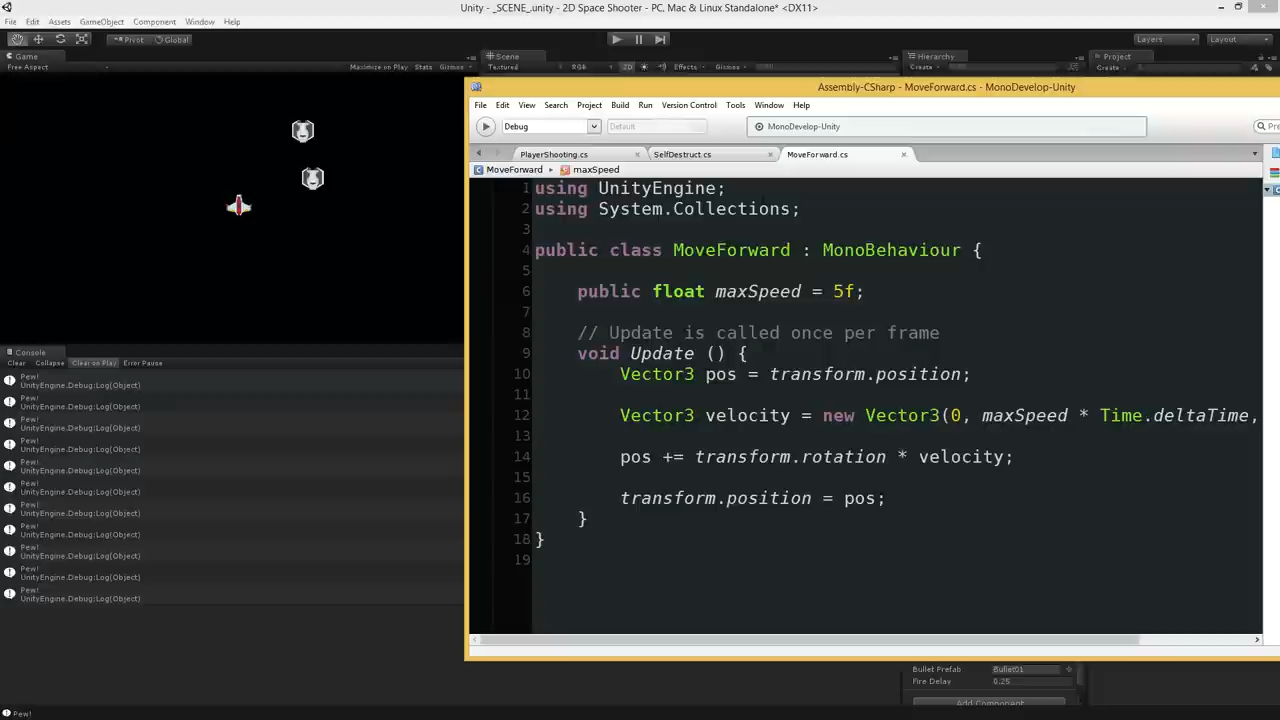 Unity - _SCENE_unity - 2D Space Shooter - PC, Mac & Linux Standalone* <DX11>
File Edit Assets GameObject Component Window Help
Pivot Global Layers Layout
Game Scene Hierarchy Project
Free Aspect Maximize on Play Stats Gizmos Textured RGB 2D Effects Gizmos Create Create
Assembly-CSharp - MoveForward.cs - MonoDevelop-Unity
File Edit View Search Project Build Run Version Control Tools Window Help
Debug Default MonoDevelop-Unity
PlayerShooting.cs SelfDestruct.cs MoveForward.cs
MoveForward maxSpeed
1 using UnityEngine;
2 using System.Collections;
3
4 public class MoveForward : MonoBehaviour {
5
6 public float maxSpeed = 5f;
7
8 // Update is called once per frame
9 void Update () {
10 Vector3 pos = transform.position;
11
12 Vector3 velocity = new Vector3(0, maxSpeed * Time.deltaTime,
13
14 pos += transform.rotation * velocity;
15
16 transform.position = pos;
17 }
18 }
19
Console
Clear Collapse Clear on Play Error Pause
Pew!
UnityEngine.Debug:Log(Object)
Pew!
UnityEngine.Debug:Log(Object)
Pew!
UnityEngine.Debug:Log(Object)
Pew!
UnityEngine.Debug:Log(Object)
Pew!
UnityEngine.Debug:Log(Object)
Pew!
UnityEngine.Debug:Log(Object)
Pew!
UnityEngine.Debug:Log(Object)
Pew!
UnityEngine.Debug:Log(Object)
Pew!
UnityEngine.Debug:Log(Object)
Pew!
UnityEngine.Debug:Log(Object)
Pew!
UnityEngine.Debug:Log(Object)
Bullet Prefab Bullet01
Fire Delay 0.25
Add Component
Pew!